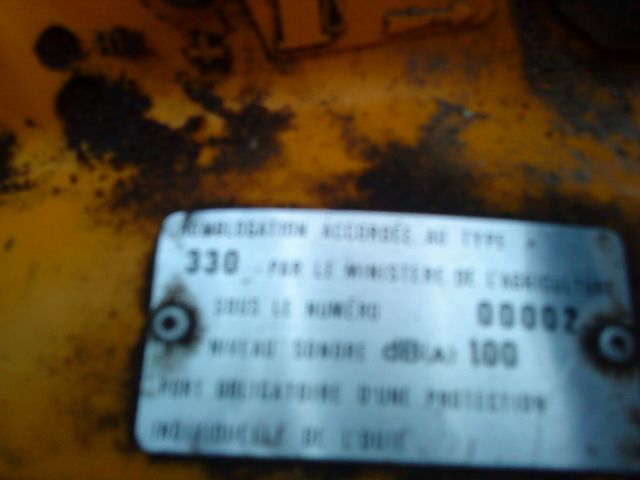 HOMOLOGATION ACCORDÉE AU TYPE
330 - PAR LE MINISTERE DE L'AGRICULTURE
SOUS LE NUMÉRO 00002
NIVEAU SONORE dB(A) 100
PORT OBLIGATOIRE D'UNE PROTECTION
INDIVIDUELLE DE L'OUIE